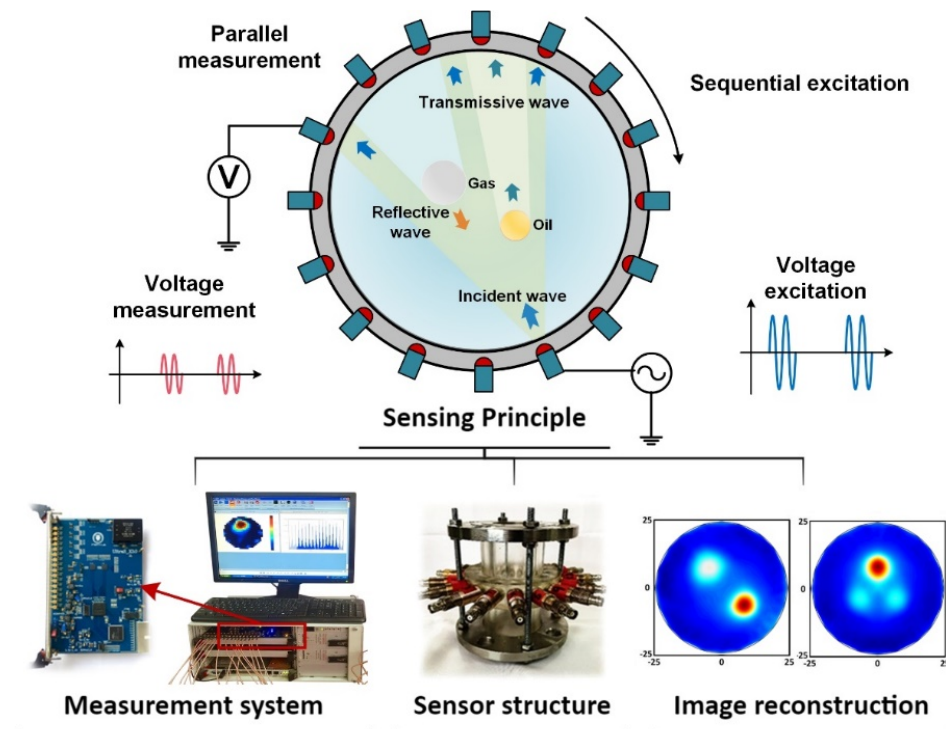 Parallel
measurement
Sequential excitation
Transmissive wave
V
Gas
Reflective
wave
Oil
Incident wave
Voltage
measurement
Voltage
excitation
Sensing Principle
25
0
-25
-25
0
25
25
0
-25
-25
0
25
Measurement system
Sensor structure
Image reconstruction